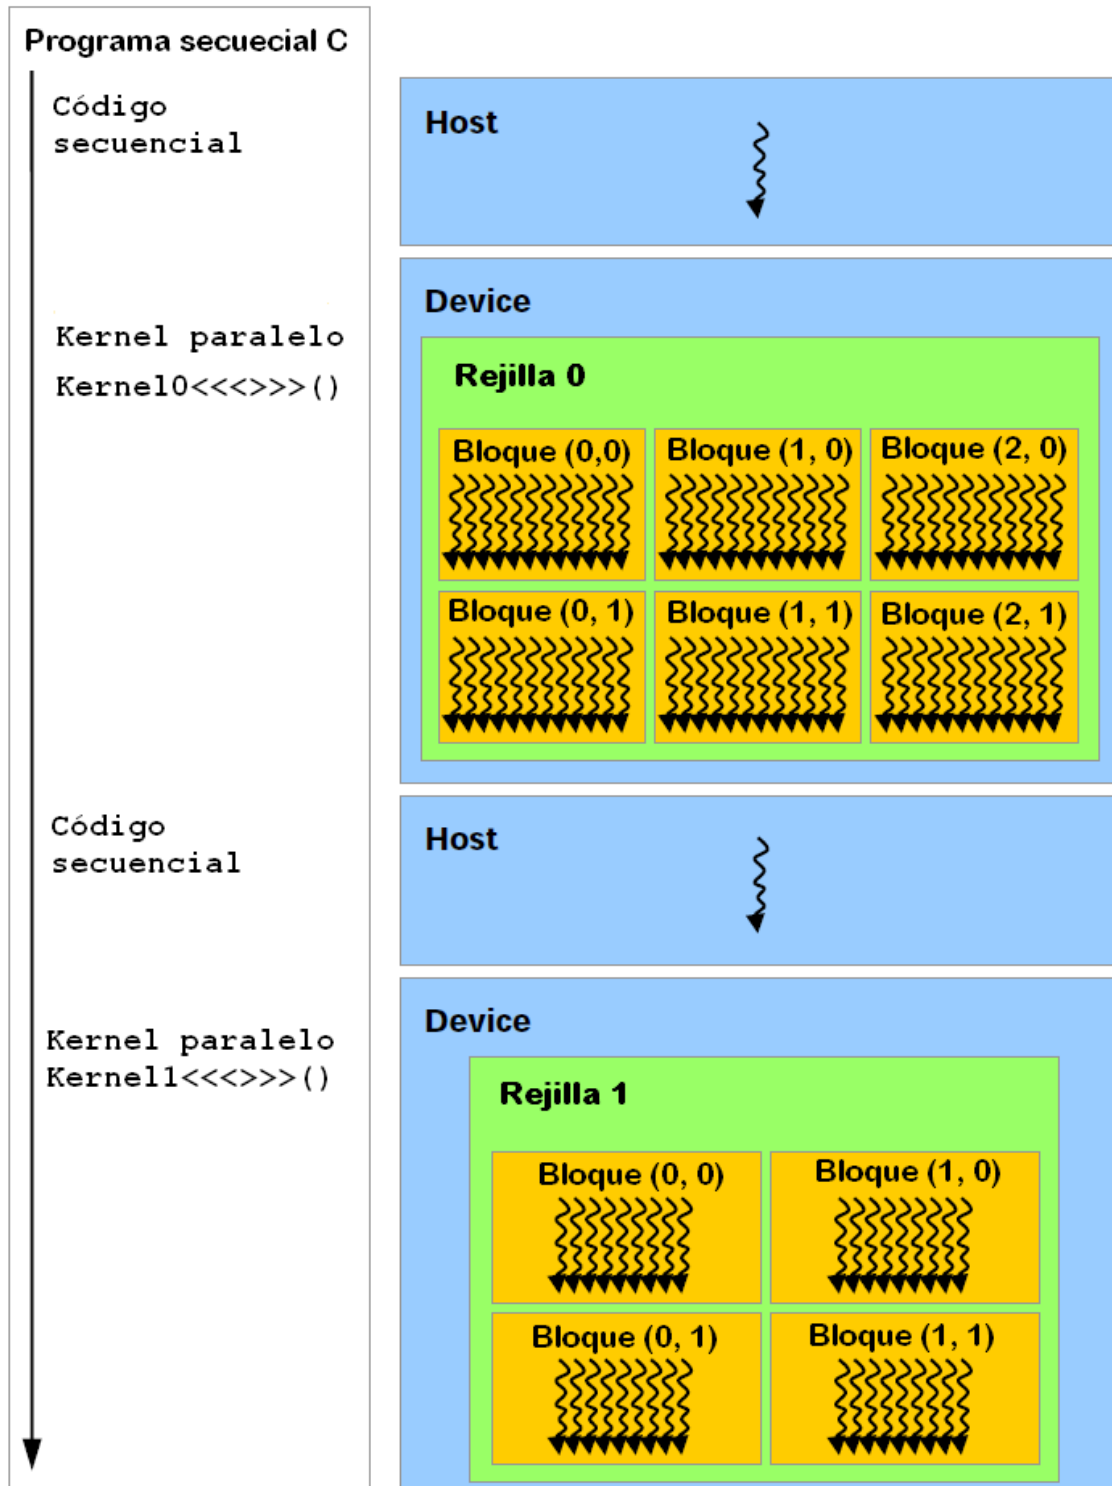 Programa secuecial C
Código
secuencial
Host
Device
Kernel paralelo
Kernel0<<<>>>()
Rejilla 0
Bloque (0,0)
Bloque (1, 0)
Bloque (2, 0)
Bloque (0, 1)
Bloque (1, 1)
Bloque (2, 1)
Código
secuencial
Host
Device
Kernel paralelo
Kernel1<<<>>>()
Rejilla 1
Bloque (0, 0)
Bloque (1, 0)
Bloque (0, 1)
Bloque (1, 1)